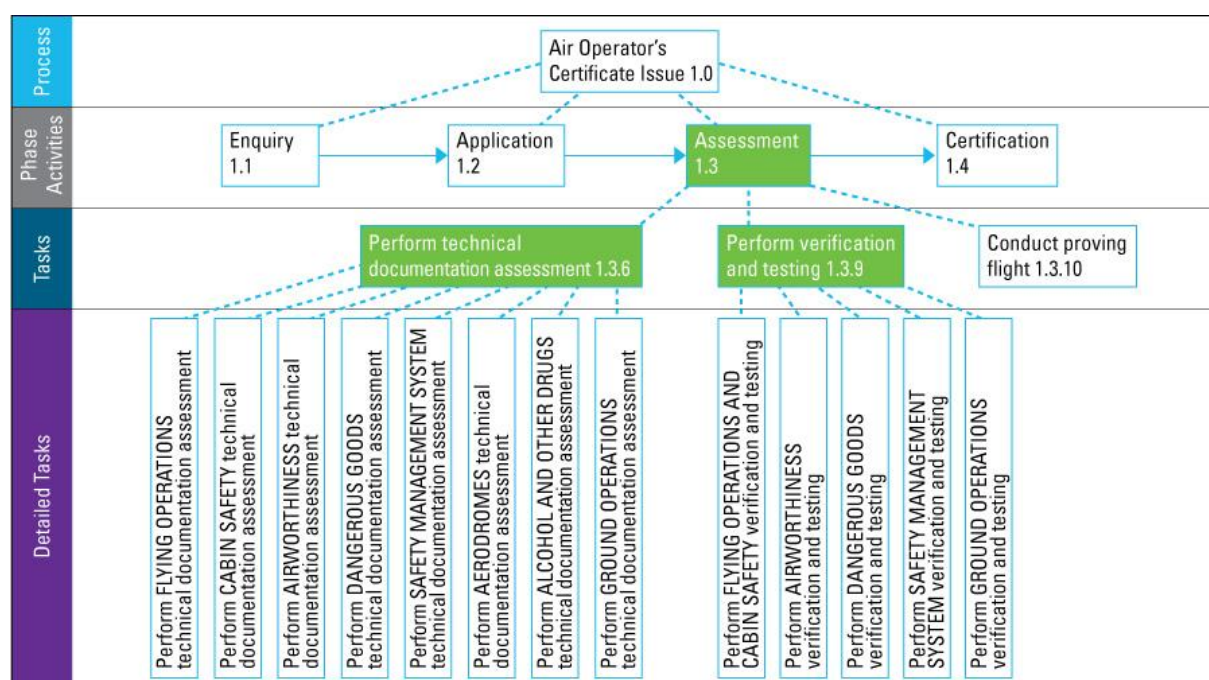 Process
Air Operator's
Certificate Issue 1.0
Phase
Activities
Enquiry
1.1
Application
1.2
Assessment
1.3
Certification
1.4
Tasks
Perform technical
documentation assessment 1.3.6
Perform verification
and testing 1.3.9
Conduct proving
flight 1.3.10
Detailed Tasks
Perform FLYING OPERATIONS
technical documentation assessment
Perform CABIN SAFETY technical
documentation assessment
Perform AIRWORTHINESS technical
documentation assessment
Perform DANGEROUS GOODS
technical documentation assessment
Perform SAFETY MANAGEMENT SYSTEM
technical documentation assessment
Perform AERODROMES technical
documentation assessment
Perform ALCOHOL AND OTHER DRUGS
technical documentation assessment
Perform GROUND OPERATIONS
technical documentation assessment
Perform FLYING OPERATIONS AND
CABIN SAFETY verification and testing
Perform AIRWORTHINESS
verification and testing
Perform DANGEROUS GOODS
verification and testing
Perform SAFETY MANAGEMENT
SYSTEM verification and testing
Perform GROUND OPERATIONS
verification and testing